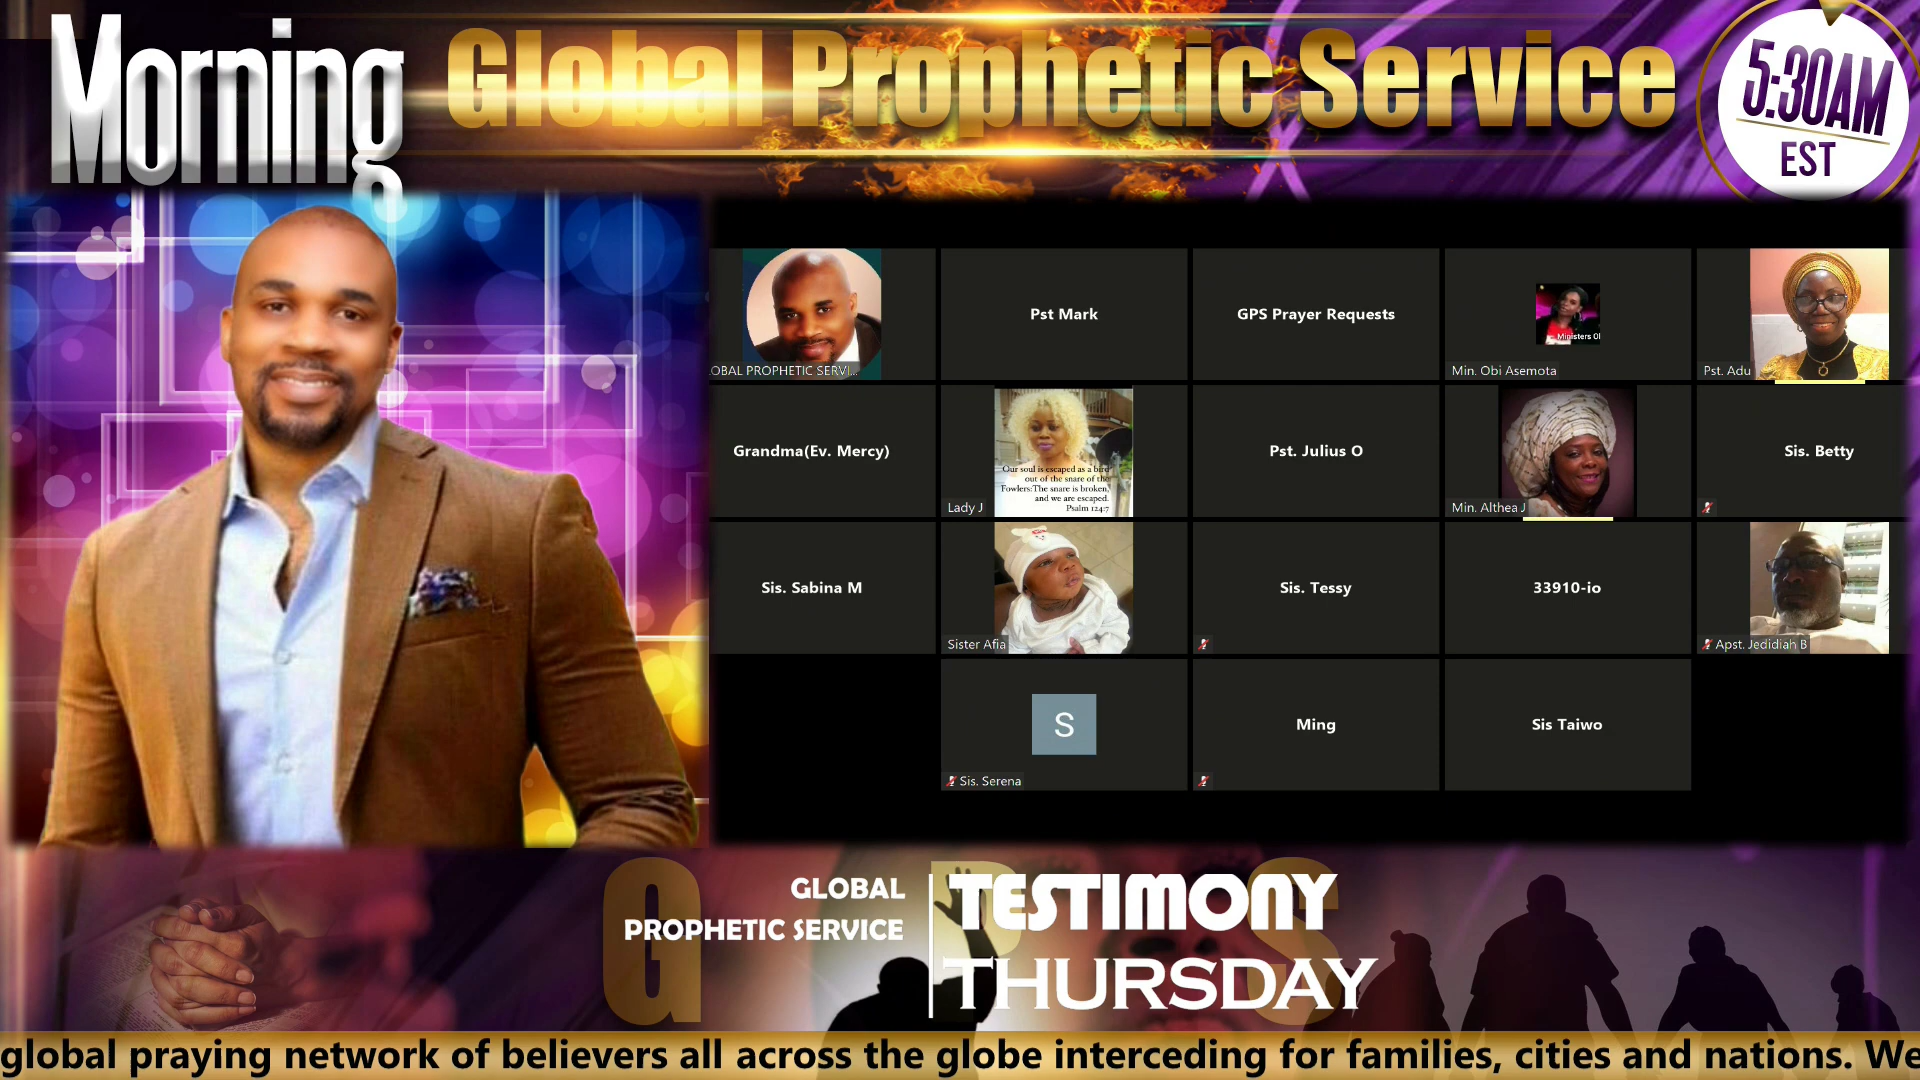 Morning
Global Prophetic Service
5:30AM
EST
OBAL PROPHETIC SERVI...
Pst Mark
GPS Prayer Requests
Ministers Of
Min. Obi Asemota
Pst. Adu
Grandma(Ev. Mercy)
Our soul is escaped as a bird
out of the snare of the
Fowlers:The snare is broken,
and we are escaped.
Psalm 124:7
Lady J
Pst. Julius O
Min. Althea J
Sis. Betty
Sis. Sabina M
Sister Afia
Sis. Tessy
33910-io
Apst. Jedidiah B
S
Sis. Serena
Ming
Sis Taiwo
GPS
GLOBAL
PROPHETIC SERVICE
TESTIMONY
THURSDAY
global praying network of believers all across the globe interceding for families, cities and nations. We